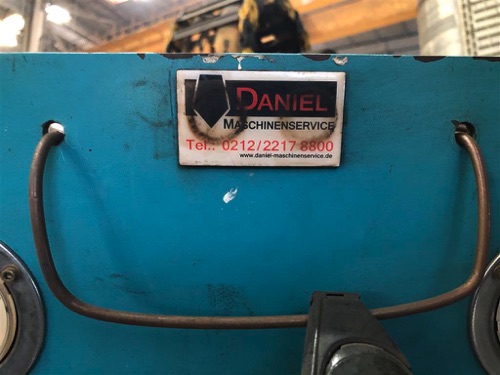 DANIEL
MASCHINENSERVICE
Tel.: 0212/2217 8800
www.daniel-maschinenservice.de